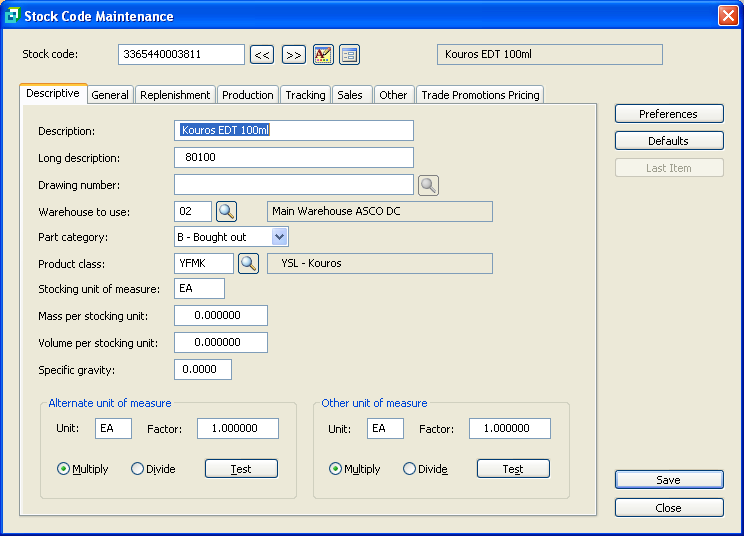 Stock Code Maintenance
Stock code: 3365440003811 << >> Kouros EDT 100ml
Descriptive General Replenishment Production Tracking Sales Other Trade Promotions Pricing
Preferences
Defaults
Last Item
Description: Kouros EDT 100ml
Long description: 80100
Drawing number:
Warehouse to use: 02 Main Warehouse ASCO DC
Part category: B - Bought out
Product class: YFMK YSL - Kouros
Stocking unit of measure: EA
Mass per stocking unit: 0.000000
Volume per stocking unit: 0.000000
Specific gravity: 0.0000
Alternate unit of measure Other unit of measure
Unit: EA Factor: 1.000000 Unit: EA Factor: 1.000000
Multiply Divide Test Multiply Divide Test
Save
Close